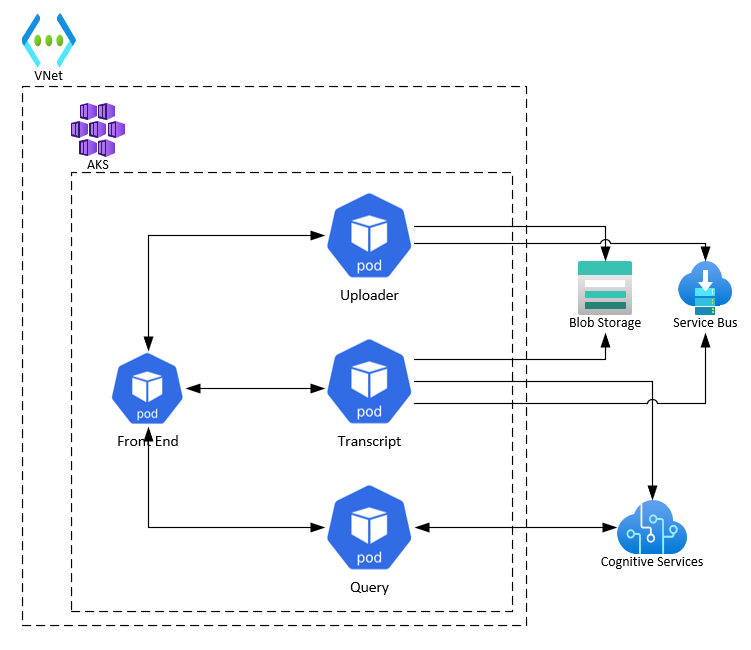 VNet
AKS
pod
Uploader
Blob Storage
Service Bus
pod
Front End
pod
Transcript
pod
Query
Cognitive Services